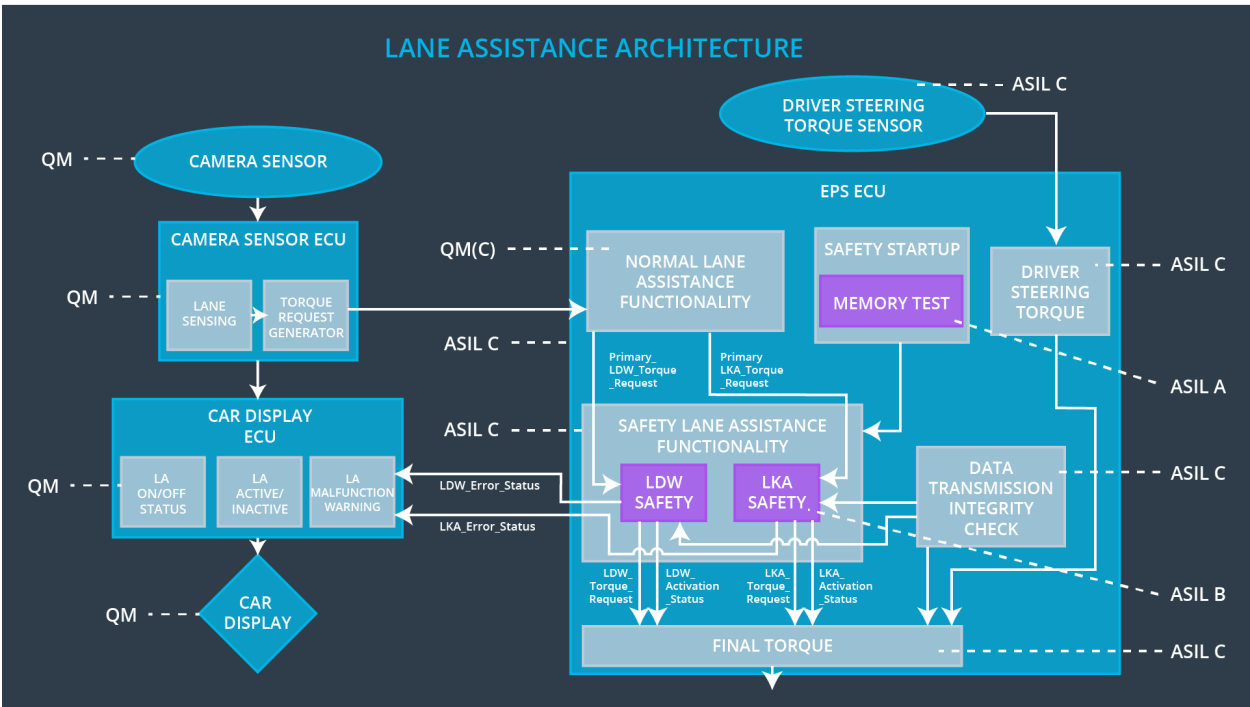 LANE ASSISTANCE ARCHITECTURE
ASIL C
DRIVER STEERING
TORQUE SENSOR
QM
CAMERA SENSOR
EPS ECU
CAMERA SENSOR ECU
QM
LANE
SENSING
TORQUE
REQUEST
GENERATOR
QM(C)
NORMAL LANE
ASSISTANCE
FUNCTIONALITY
SAFETY STARTUP
MEMORY TEST
DRIVER
STEERING
TORQUE
ASIL C
ASIL C
Primary_
LDW_Torque
_Request
Primary
LKA_Torque
_Request
ASIL A
CAR DISPLAY
ECU
QM
LA
ON/OFF
STATUS
LA
ACTIVE/
INACTIVE
LA
MALFUNCTION
WARNING
ASIL C
SAFETY LANE ASSISTANCE
FUNCTIONALITY
LDW
SAFETY
LKA
SAFETY
DATA
TRANSMISSION
INTEGRITY
CHECK
ASIL C
LDW_Error_Status
LKA_Error_Status
LDW_
Torque_
Request
LDW_
Activation
_Status
LKA_
Torque_
Request
LKA_
Activation
_Status
ASIL B
QM
CAR
DISPLAY
FINAL TORQUE
ASIL C